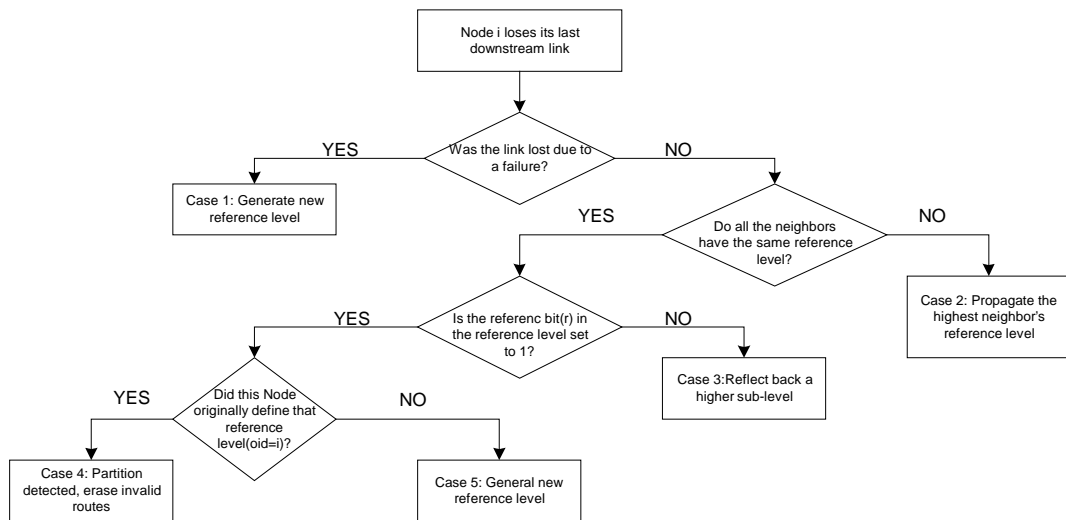 Node i loses its last
downstream link
YES
Was the link lost due to
a failure?
NO
Case 1: Generate new
reference level
YES
Do all the neighbors
have the same reference
level?
NO
YES
Is the referenc bit(r) in
the reference level set
to 1?
NO
Case 2: Propagate the
highest neighbor's
reference level
YES
Did this Node
originally define that
reference
level(oid=i)?
NO
Case 3:Reflect back a
higher sub-level
Case 4: Partition
detected, erase invalid
routes
Case 5: General new
reference level